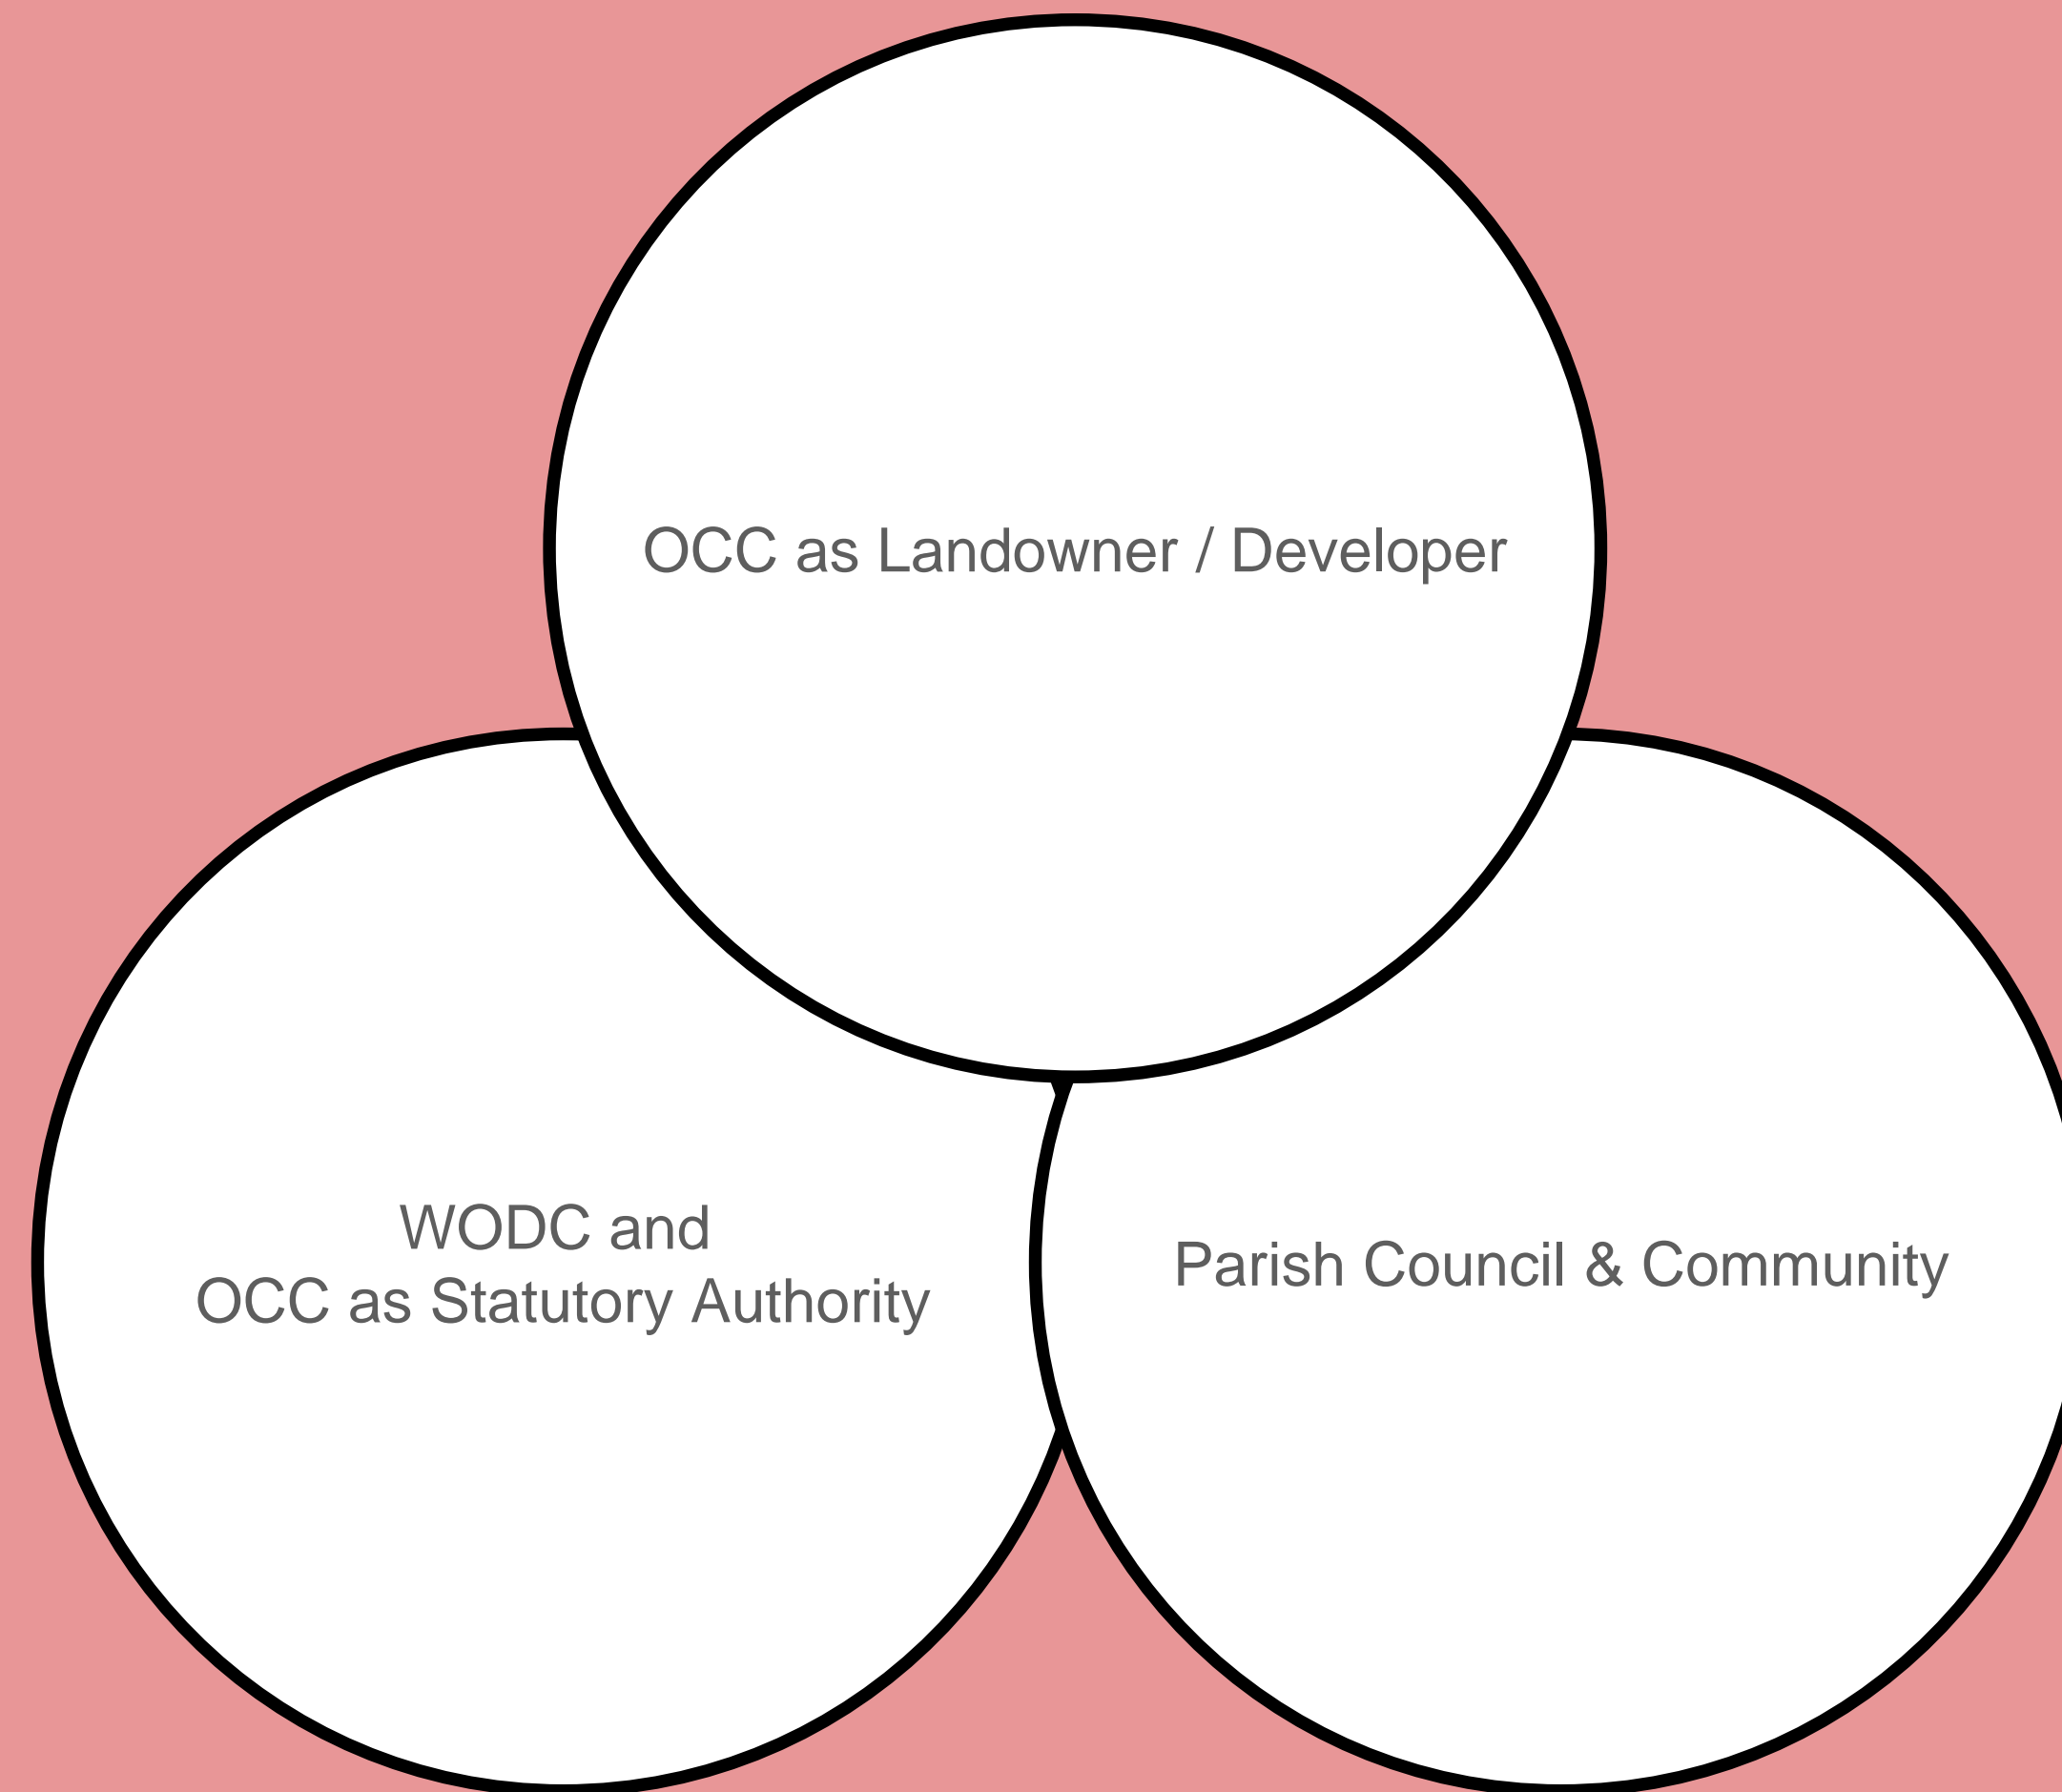 OCC as Landowner / Developer
WODC and
OCC as Statutory Authority
Parish Council & Community